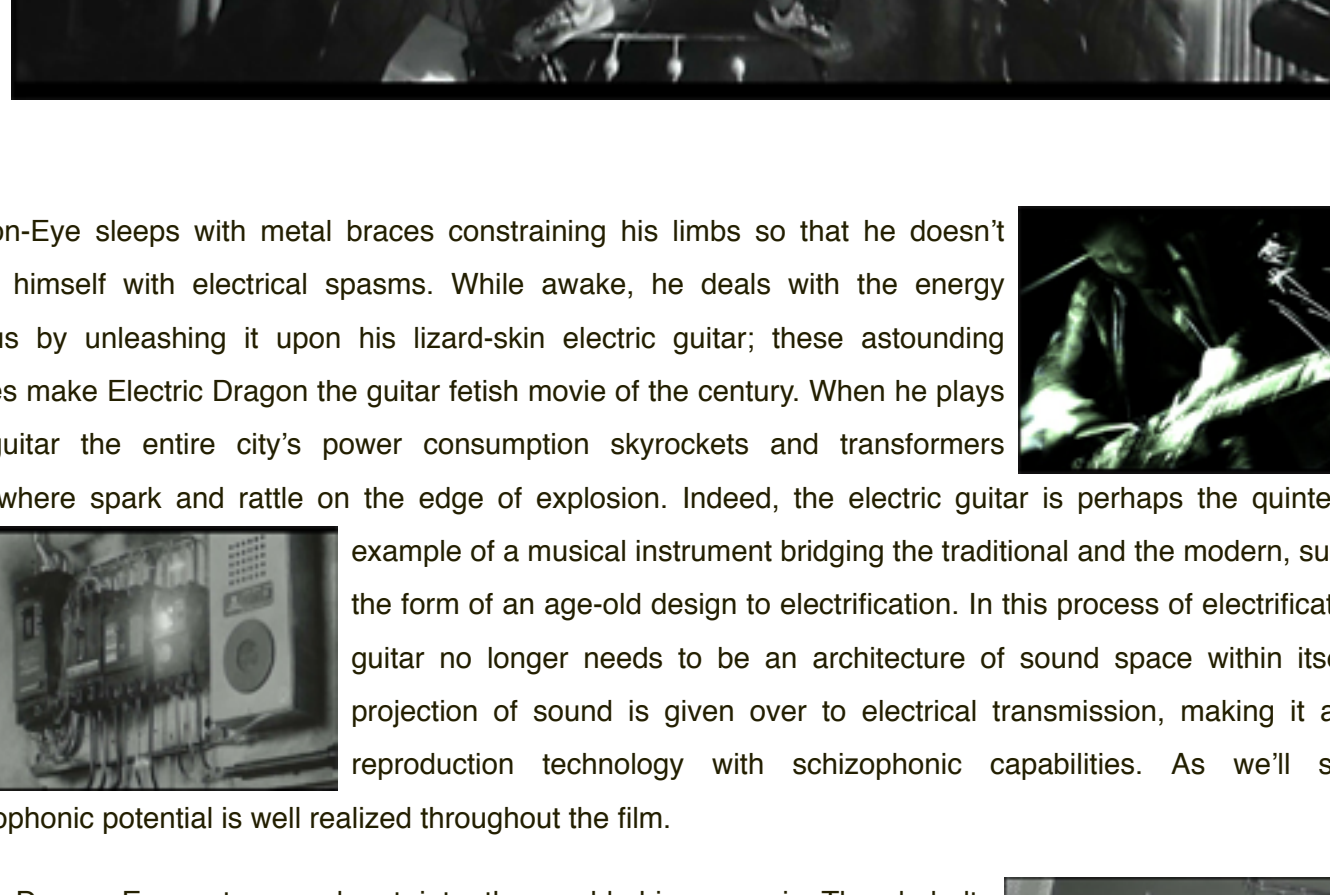 on-Eye sleeps with metal braces constraining his limbs so that he doesn’t
himself with electrical spasms. While awake, he deals with the energy
us by unleashing it upon his lizard-skin electric guitar; these astounding
es make Electric Dragon the guitar fetish movie of the century. When he plays
guitar the entire city’s power consumption skyrockets and transformers
where spark and rattle on the edge of explosion. Indeed, the electric guitar is perhaps the quinte
example of a musical instrument bridging the traditional and the modern, su
the form of an age-old design to electrification. In this process of electrificat
guitar no longer needs to be an architecture of sound space within itse
projection of sound is given over to electrical transmission, making it a
reproduction technology with schizophonic capabilities. As we’ll s
ophonic potential is well realized throughout the film.